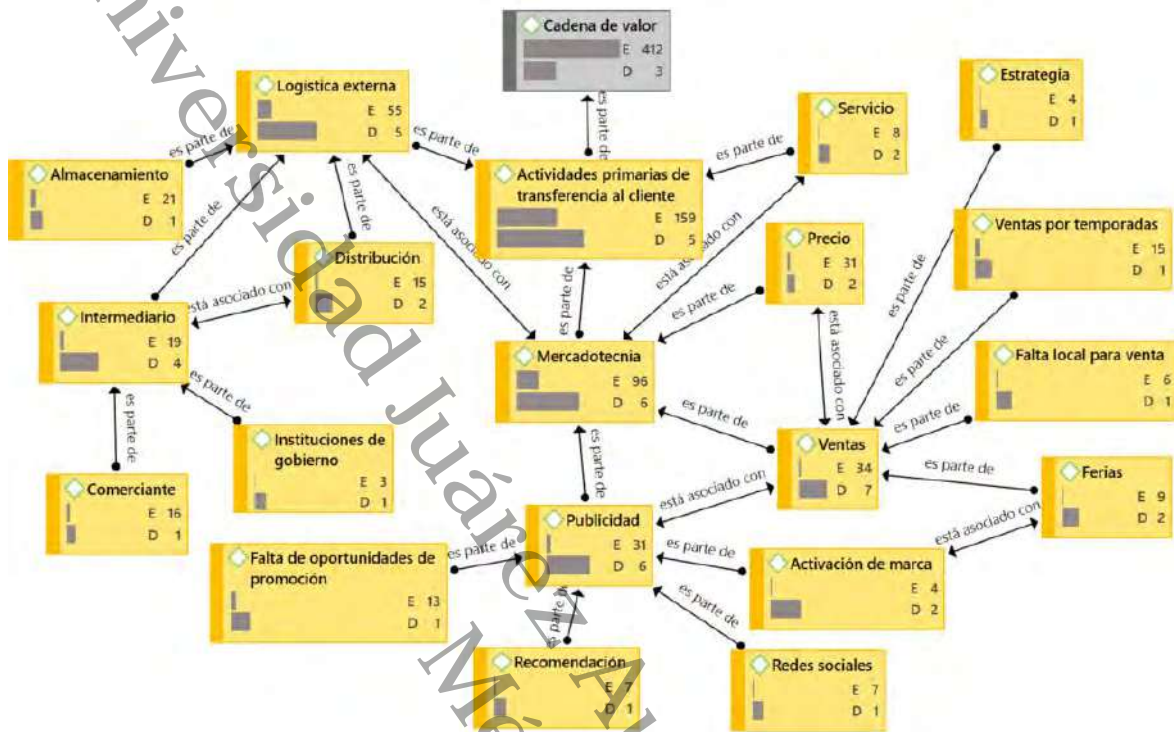 Cadena de valor
E 412
D 3
Logistica externa
E 55
D 5
Estrategia
E 4
D 1
Servicio
E 8
D 2
es parte de
es parte de
es parte de
es parte de
Almacenamiento
E 21
D 1
Actividades primarias de
transferencia al cliente
E 159
D 5
es parte de
es parte de
está asociado con
está asociado con
Precio
E 31
D 2
Ventas por temporadas
E 15
D 1
Distribución
E 15
D 2
es parte de
está asociado con
Intermediario
E 19
D 4
es parte de
es parte de
Mercadotecnia
E 96
D 6
está asociado con
es parte de
Falta local para venta
E 6
D 1
es parte de
es parte de
es parte de
es parte de
Ventas
E 34
D 7
Instituciones de
gobierno
E 3
D 1
Comerciante
E 16
D 1
es parte de
está asociado con
es parte de
Ferias
E 9
D 2
Publicidad
E 31
D 6
está asociado con
Falta de oportunidades de
promoción
E 13
D 1
es parte de
es parte de
Activación de marca
E 4
D 2
es parte de
es parte de
Recomendación
E 7
D 1
Redes sociales
E 7
D 1
Universidad Juárez